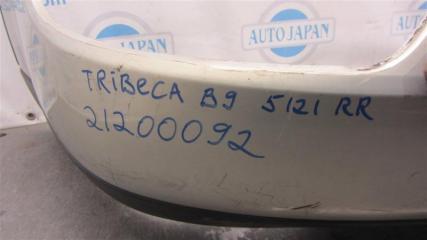 AUTO JAPAN
AUTO JAPAN
TRiBeCA B9 5121 RR
21200092